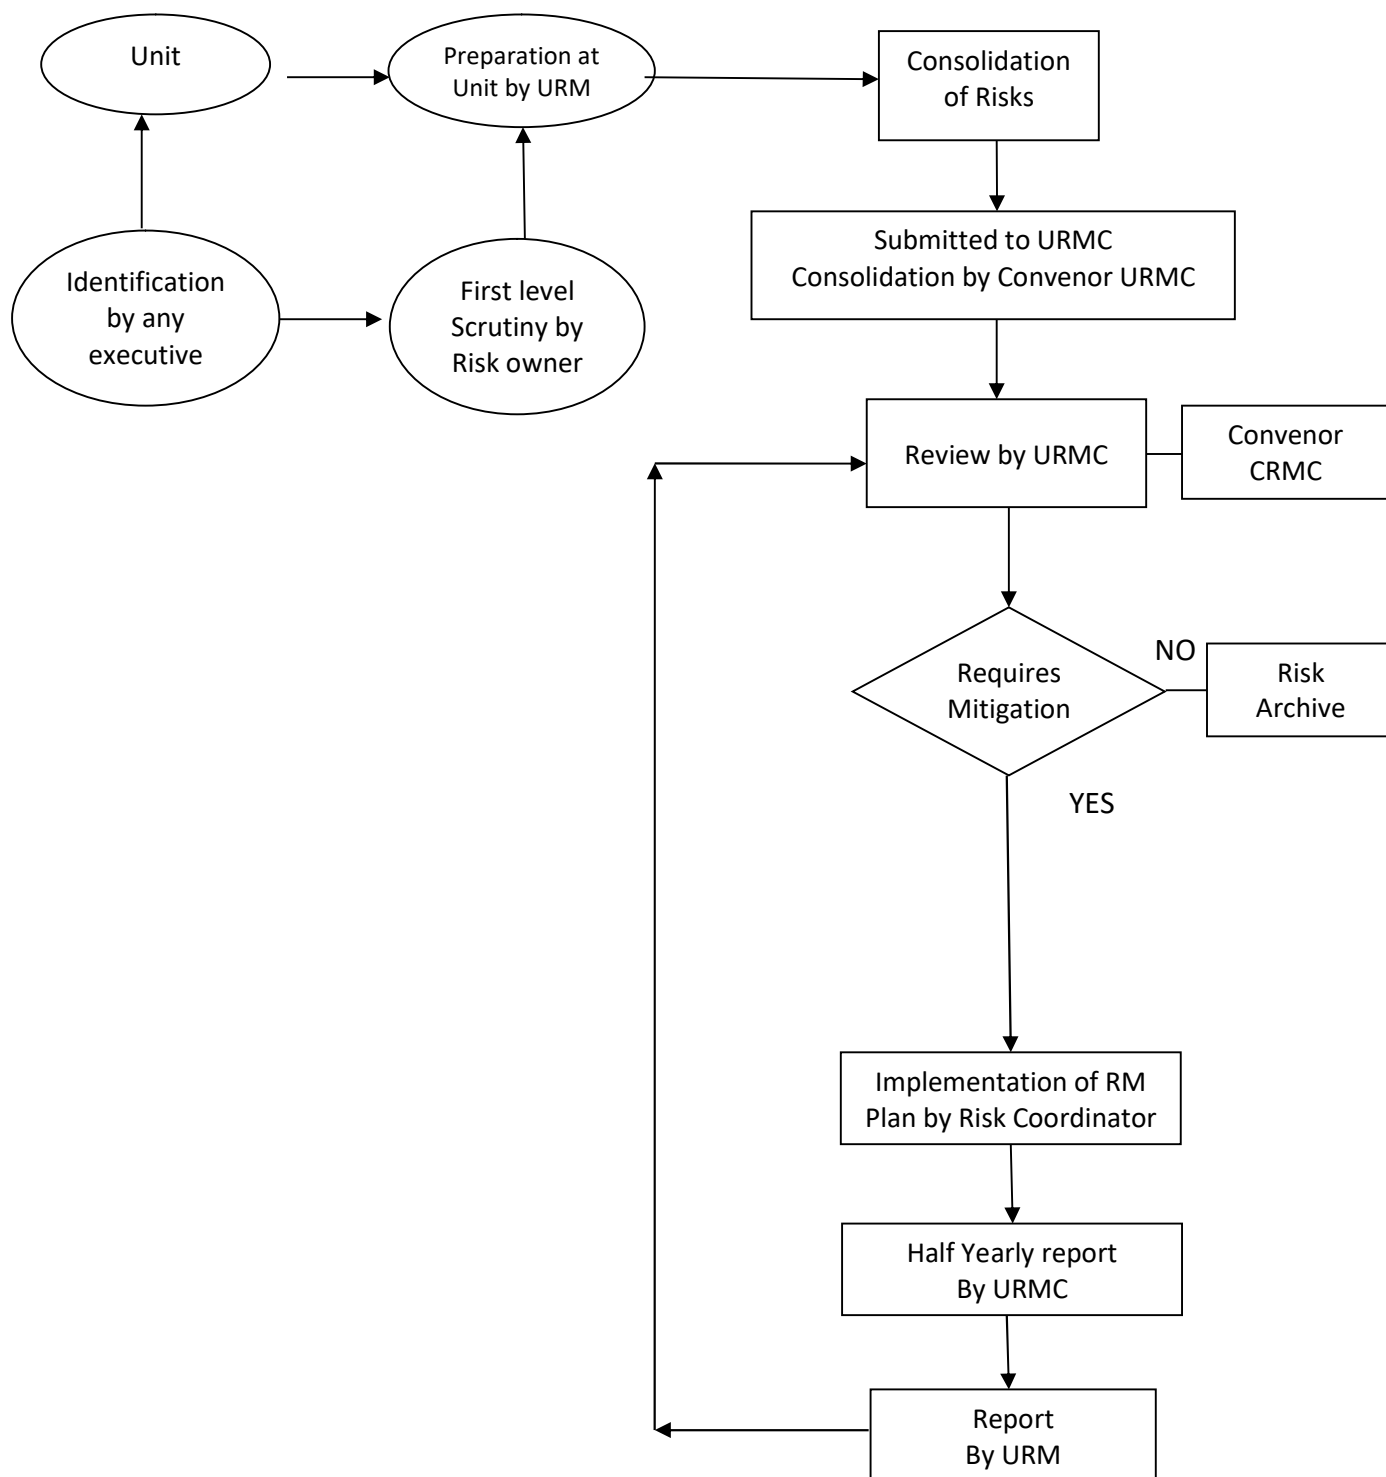 Unit
Preparation at
Unit by URM
Consolidation
of Risks
Identification
by any
executive
First level
Scrutiny by
Risk owner
Submitted to URMC
Consolidation by Convenor URMC
Review by URMC
Convenor
CRMC
Requires
Mitigation
NO
Risk
Archive
YES
Implementation of RM
Plan by Risk Coordinator
Half Yearly report
By URMC
Report
By URM